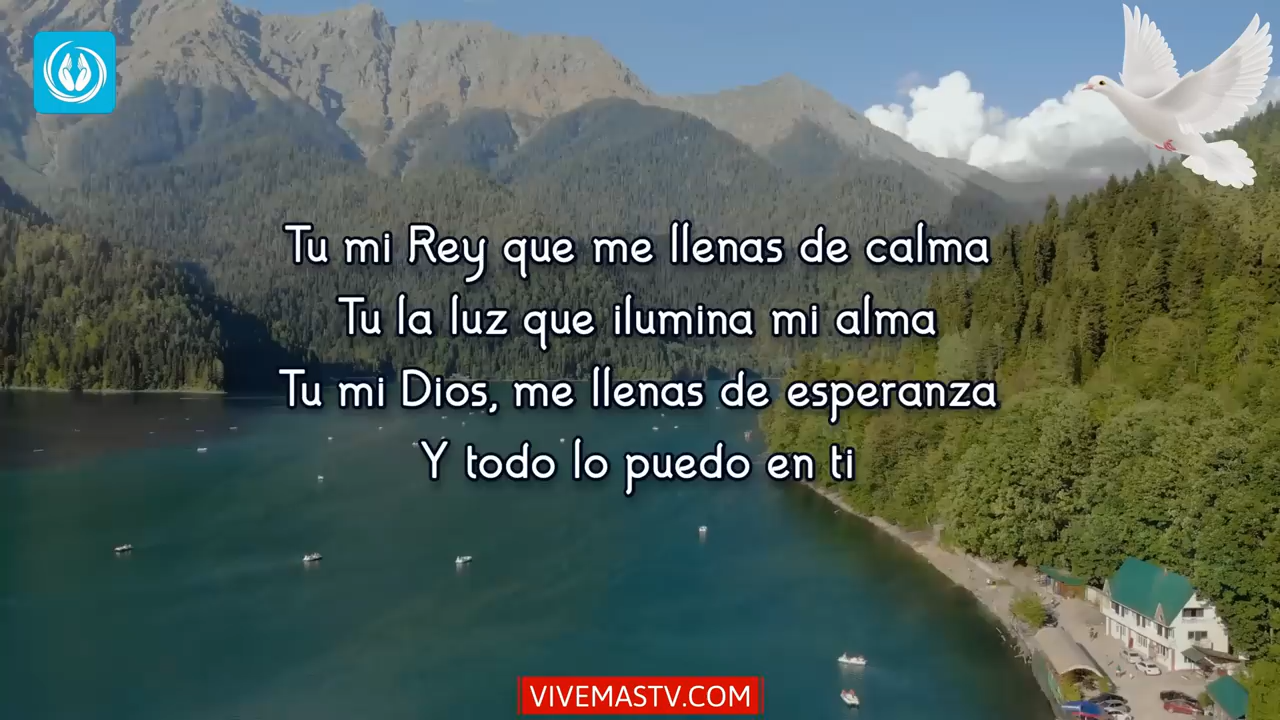 Tu mi Rey que me llenas de calma
Tu la luz que ilumina mi alma
Tu mi Dios, me llenas de esperanza
Y todo lo puedo en ti
VIVEMASTV.COM